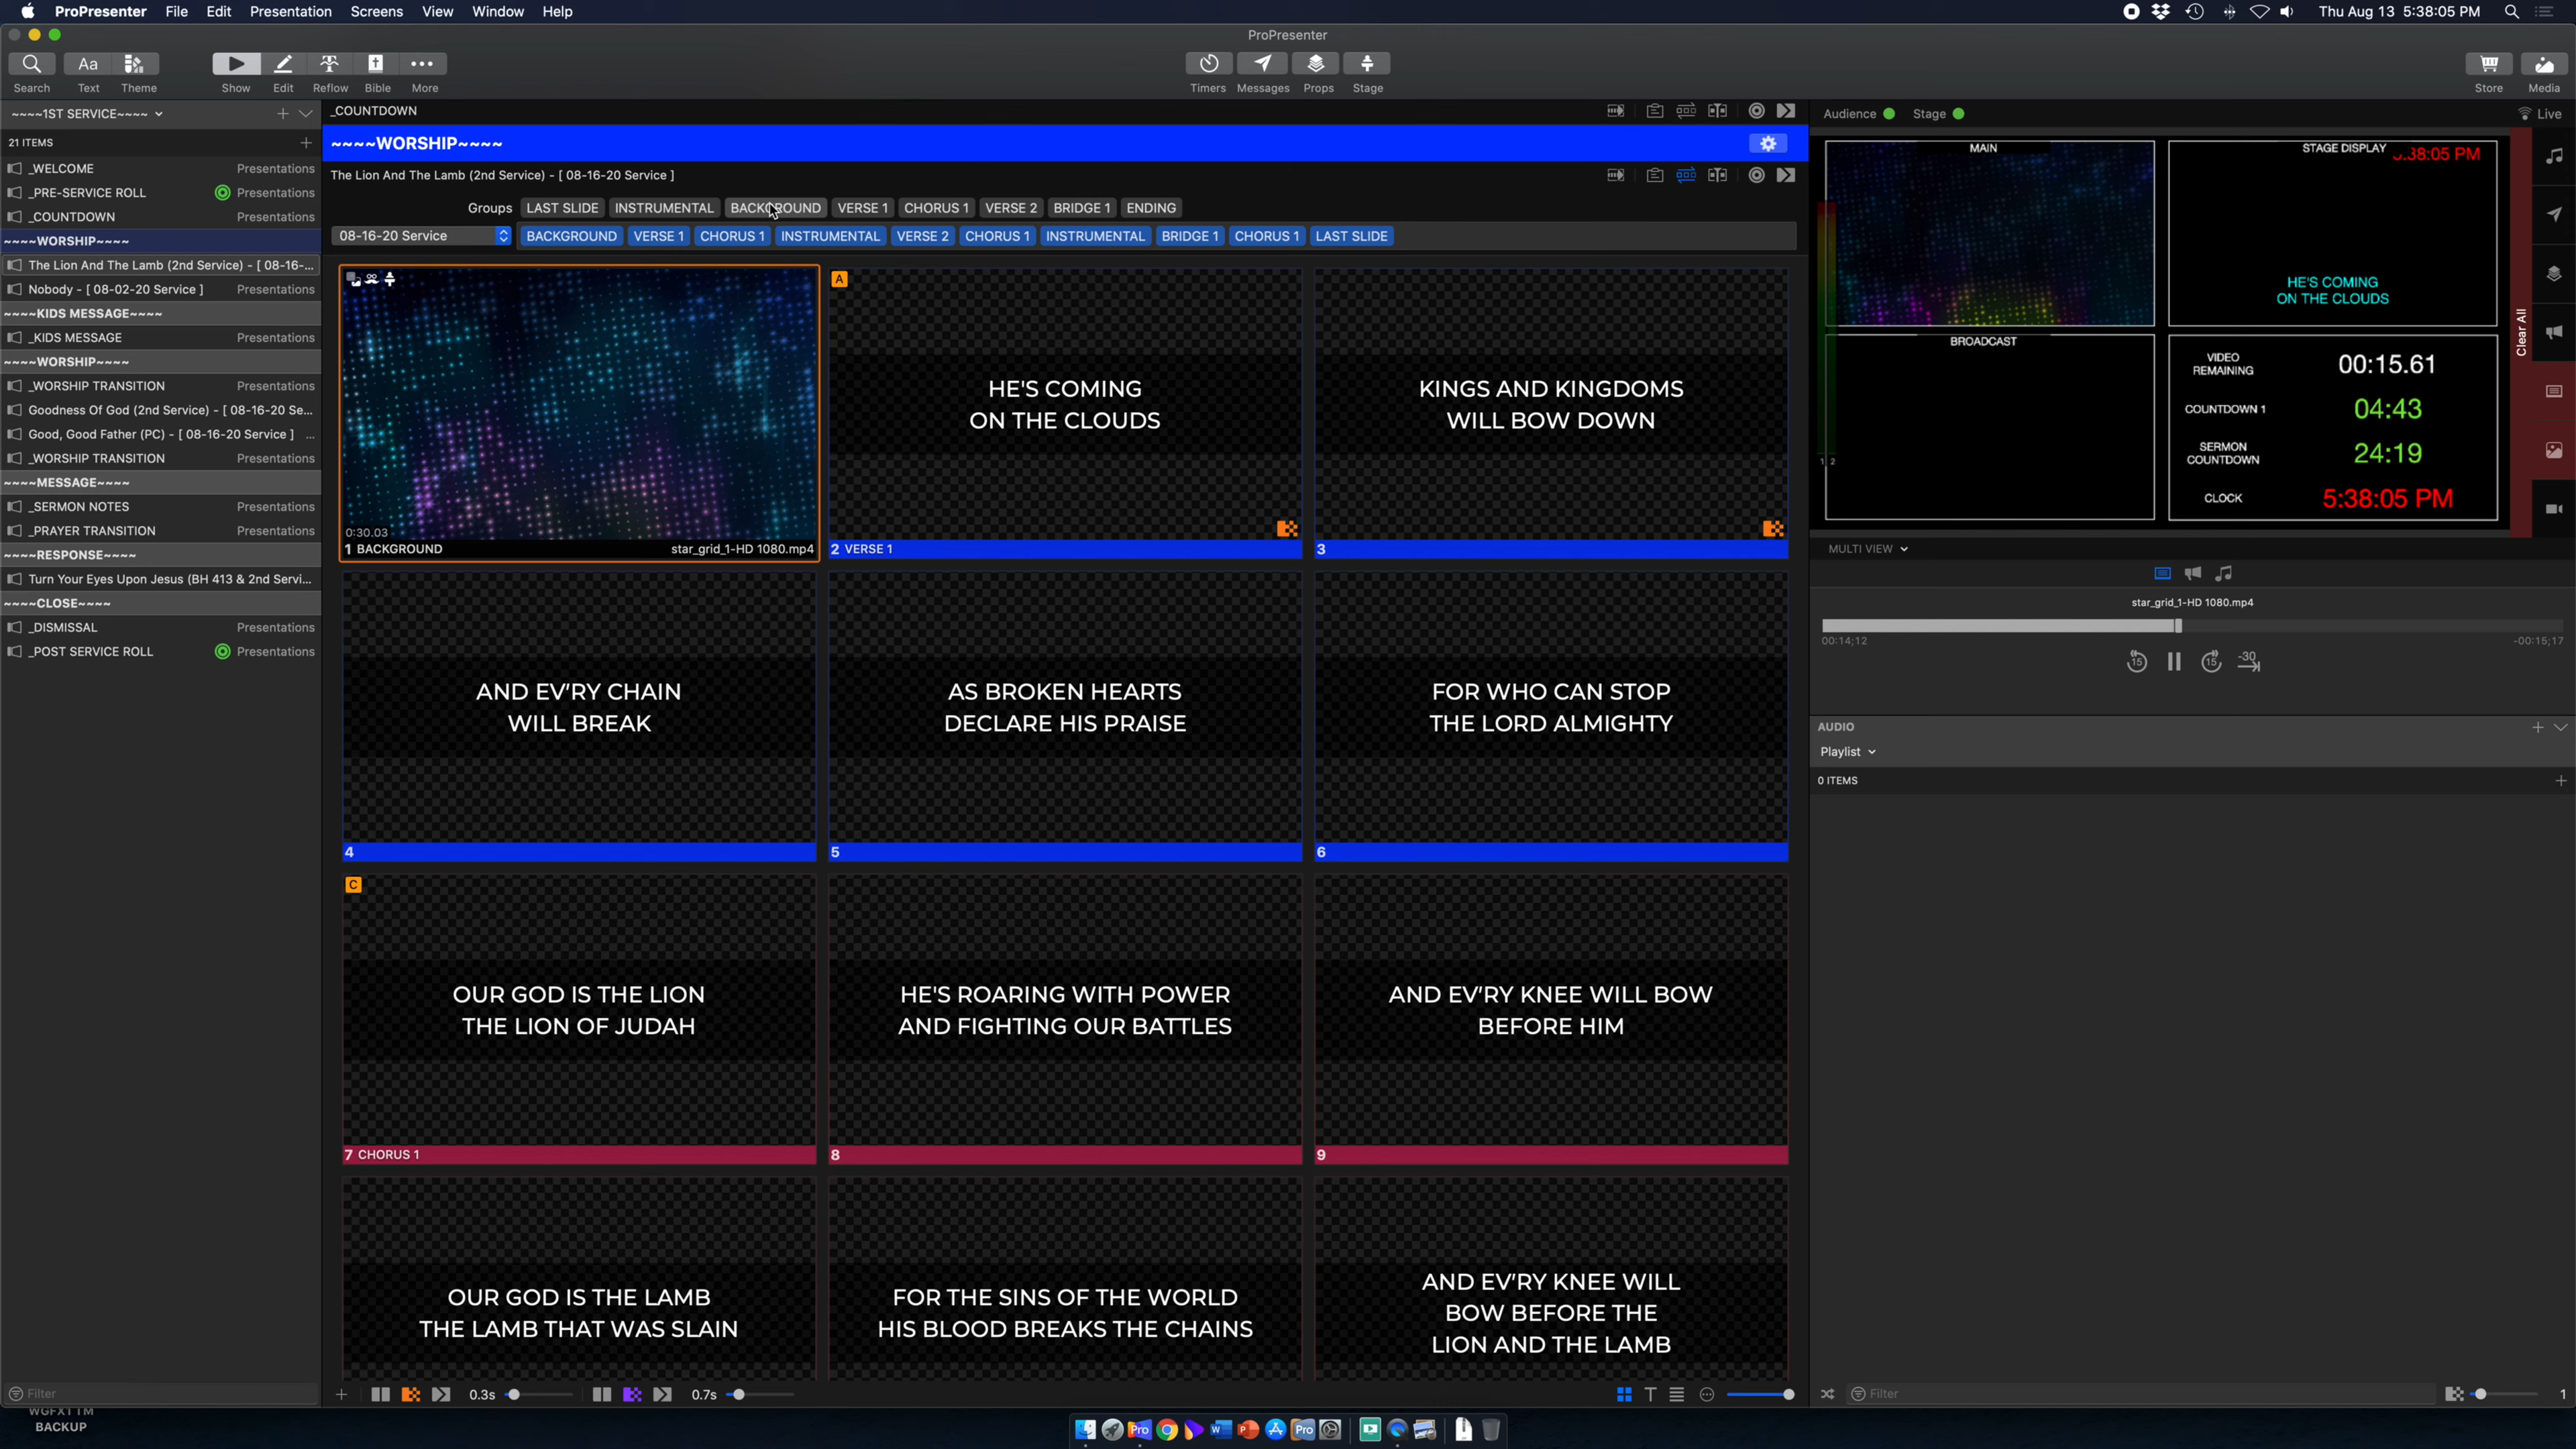 ProPresenter File Edit Presentation Screens View Window Help
Thu Aug 13 5:38:05 PM
ProPresenter
Search Text Theme Show Edit Reflow Bible More
Timers Messages Props Stage
Store Media
Aa
~~~~1ST SERVICE~~~~
21 ITEMS
_WELCOME Presentations
_PRE-SERVICE ROLL Presentations
_COUNTDOWN Presentations
~~~~WORSHIP~~~~
The Lion And The Lamb (2nd Service) - [ 08-16-...
Nobody - [ 08-02-20 Service ] Presentations
~~~~KIDS MESSAGE~~~~
_KIDS MESSAGE Presentations
~~~~WORSHIP~~~~
_WORSHIP TRANSITION Presentations
Goodness Of God (2nd Service) - [ 08-16-20 Se...
Good, Good Father (PC) - [ 08-16-20 Service ] ...
_WORSHIP TRANSITION Presentations
~~~~MESSAGE~~~~
_SERMON NOTES Presentations
_PRAYER TRANSITION Presentations
~~~~RESPONSE~~~~
Turn Your Eyes Upon Jesus (BH 413 & 2nd Servi...
~~~~CLOSE~~~~
_DISMISSAL Presentations
_POST SERVICE ROLL Presentations
Filter
WGFXTTM
BACKUP
_COUNTDOWN
~~~~WORSHIP~~~~
The Lion And The Lamb (2nd Service) - [ 08-16-20 Service ]
Groups LAST SLIDE INSTRUMENTAL BACKGROUND VERSE 1 CHORUS 1 VERSE 2 BRIDGE 1 ENDING
08-16-20 Service BACKGROUND VERSE 1 CHORUS 1 INSTRUMENTAL VERSE 2 CHORUS 1 INSTRUMENTAL BRIDGE 1 CHORUS 1 LAST SLIDE
0:30.03
1 BACKGROUND star_grid_1-HD 1080.mp4
A
HE'S COMING
ON THE CLOUDS
2 VERSE 1
KINGS AND KINGDOMS
WILL BOW DOWN
3
AND EV'RY CHAIN
WILL BREAK
4
AS BROKEN HEARTS
DECLARE HIS PRAISE
5
FOR WHO CAN STOP
THE LORD ALMIGHTY
6
C
OUR GOD IS THE LION
THE LION OF JUDAH
7 CHORUS 1
HE'S ROARING WITH POWER
AND FIGHTING OUR BATTLES
8
AND EV'RY KNEE WILL BOW
BEFORE HIM
9
OUR GOD IS THE LAMB
THE LAMB THAT WAS SLAIN
FOR THE SINS OF THE WORLD
HIS BLOOD BREAKS THE CHAINS
AND EV'RY KNEE WILL
BOW BEFORE THE
LION AND THE LAMB
0.3s 0.7s
Audience Stage Live
MAIN
STAGE DISPLAY
5:38:05 PM
HE'S COMING
ON THE CLOUDS
BROADCAST
VIDEO
REMAINING 00:15.61
COUNTDOWN 1 04:43
SERMON
COUNTDOWN 24:19
CLOCK 5:38:05 PM
Clear All
1 2
MULTI VIEW
star_grid_1-HD 1080.mp4
00:14;12 -00:15;17
15 15 -30
AUDIO
Playlist
0 ITEMS
Filter
1
Pro W P Pro